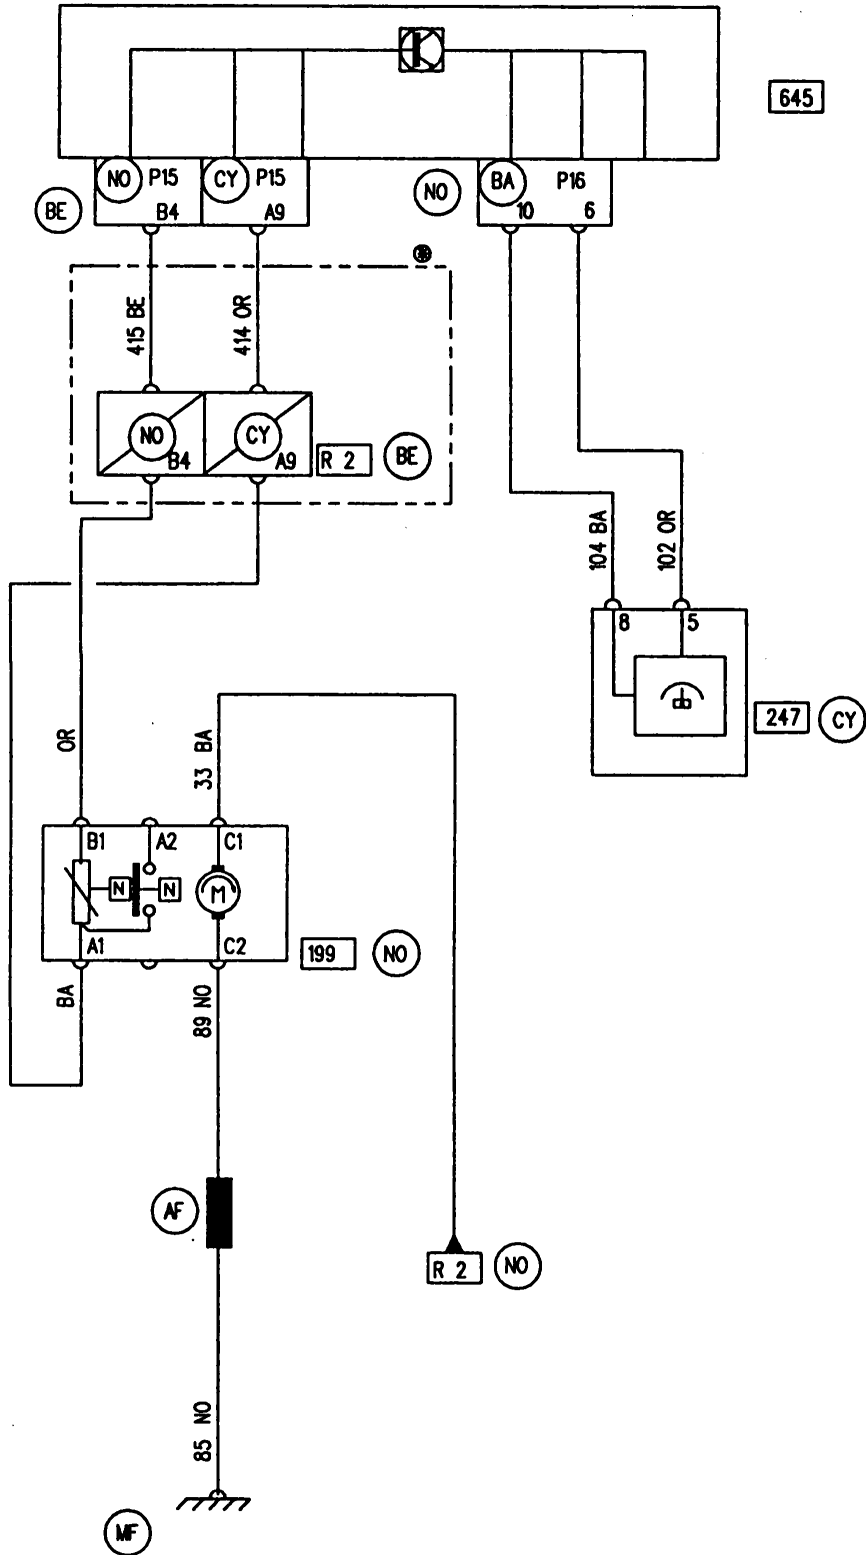 645
NO P15 CY P15
BE
B4 A9
NO
BA P16
10 6
415 BE
414 OR
NO B4
CY A9
R 2
BE
104 BA
102 OR
8 5
247
CY
OR
33 BA
B1 A2 C1
N N
M
A1 C2
199
NO
BA
89 NO
AF
R 2
NO
85 NO
MF